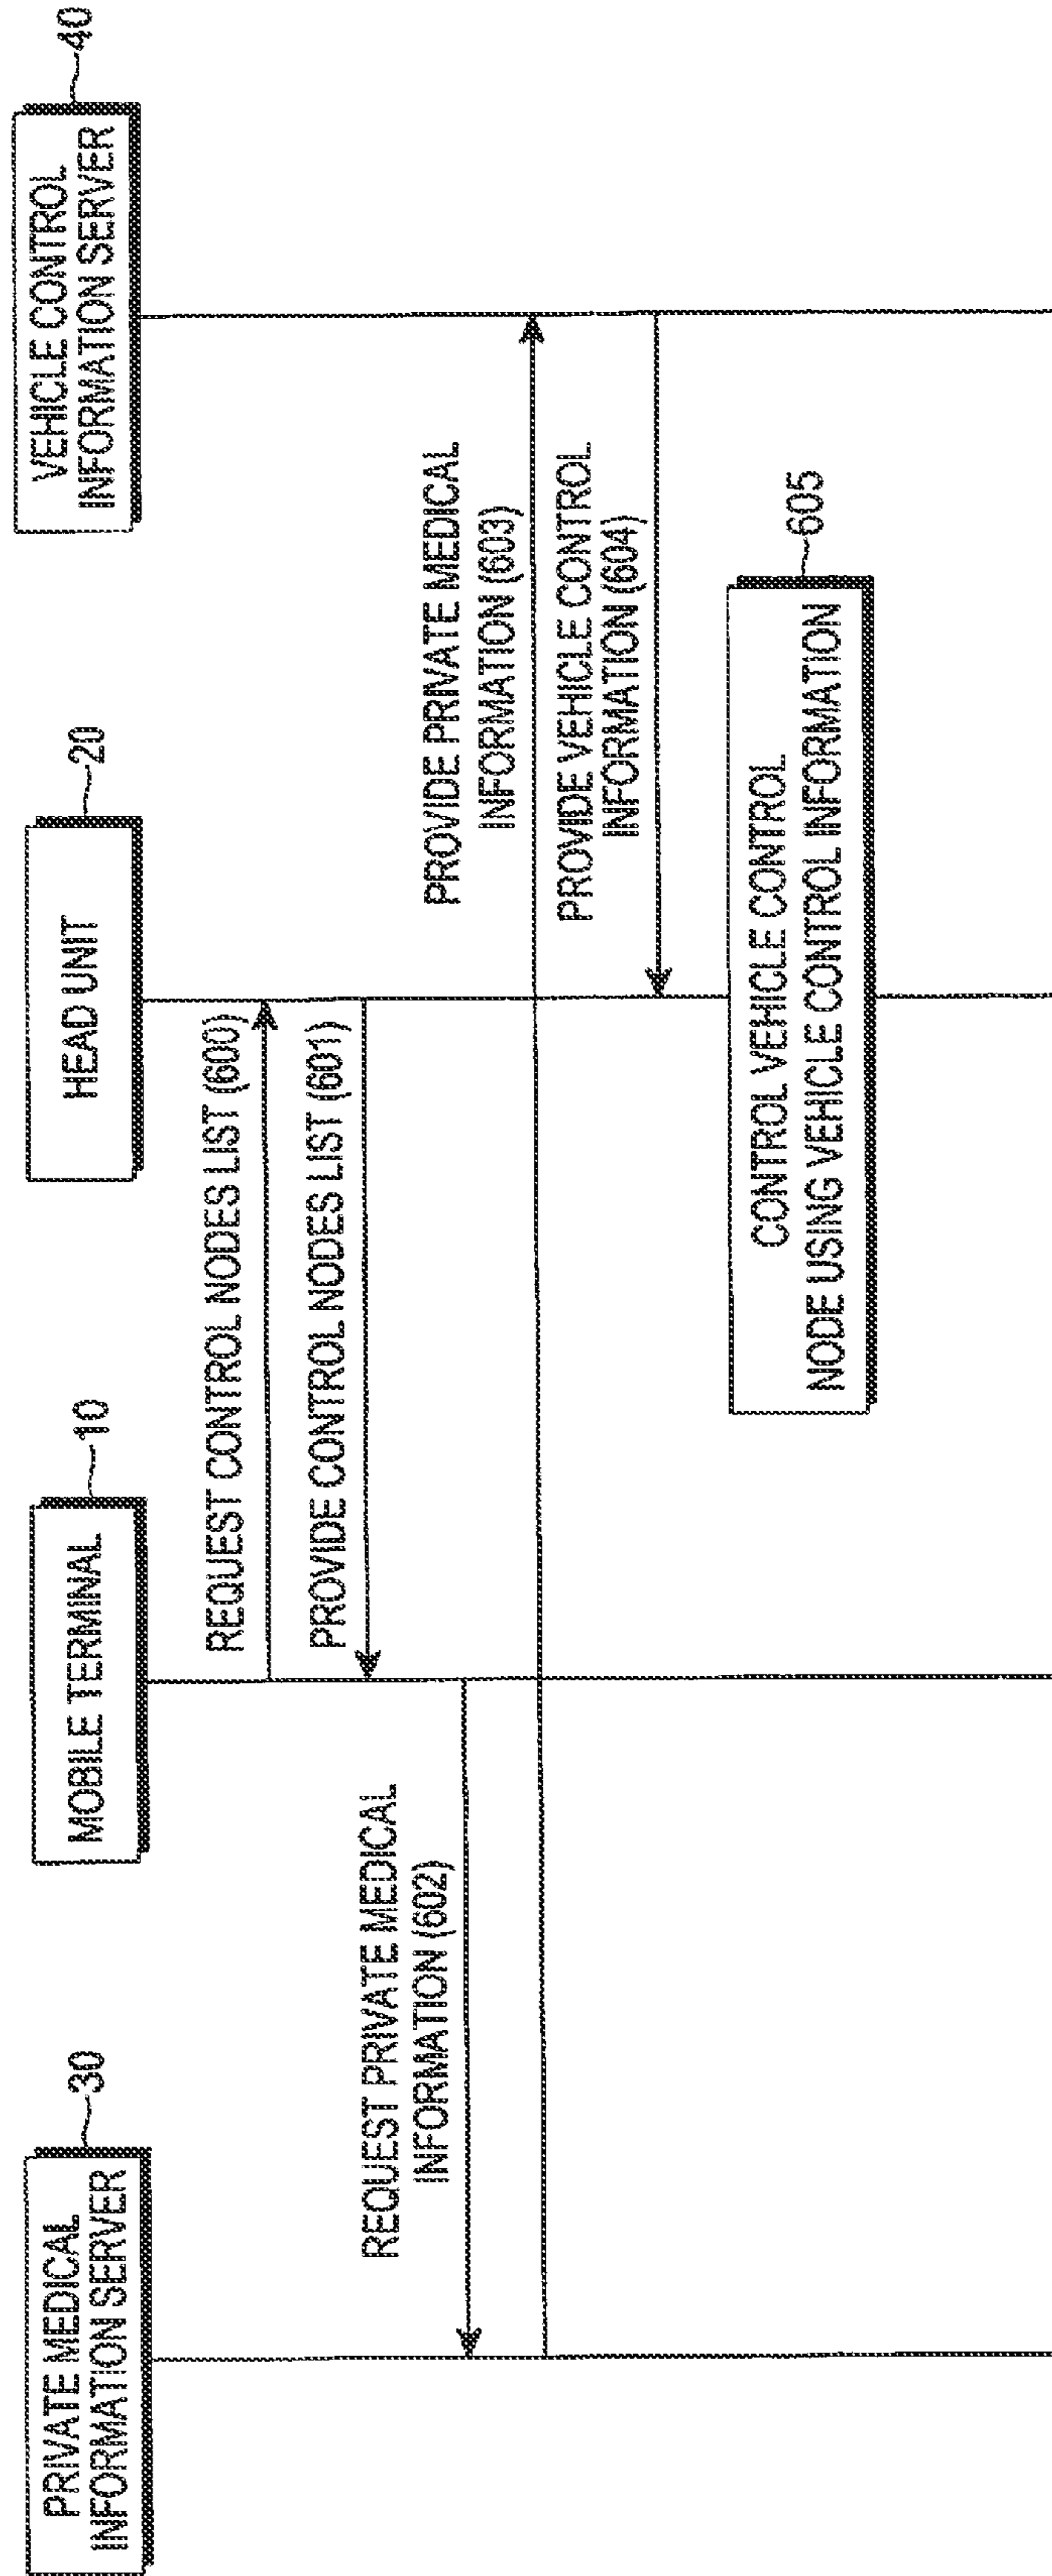 PRIVATE MEDICAL
INFORMATION SERVER
30
MOBILE TERMINAL
10
HEAD UNIT
20
VEHICLE CONTROL
INFORMATION SERVER
40
REQUEST CONTROL NODES LIST (600)
PROVIDE CONTROL NODES LIST (601)
REQUEST PRIVATE MEDICAL
INFORMATION (602)
PROVIDE PRIVATE MEDICAL
INFORMATION (603)
PROVIDE VEHICLE CONTROL
INFORMATION (604)
CONTROL VEHICLE CONTROL
NODE USING VEHICLE CONTROL INFORMATION
605